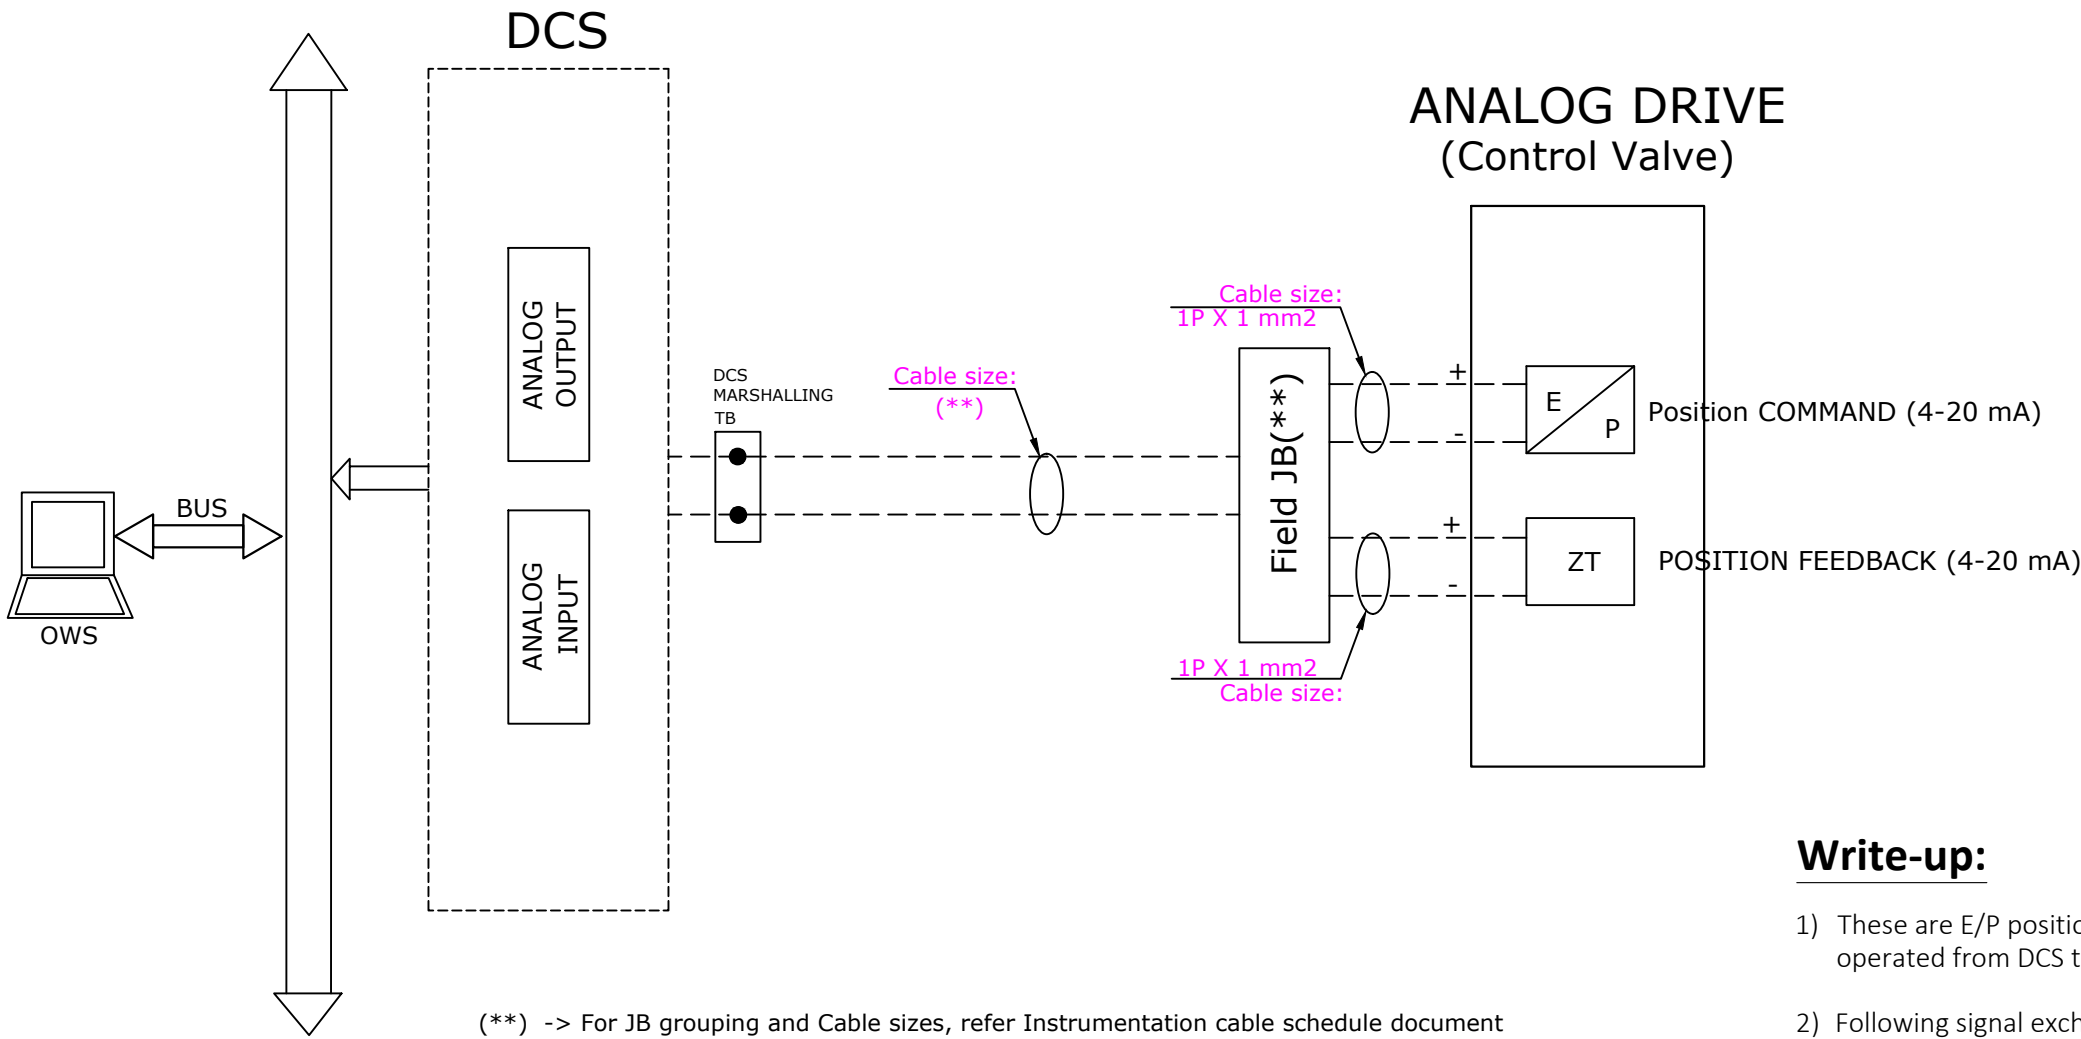 DCS
ANALOG DRIVE
(Control Valve)
ANALOG
OUTPUT
ANALOG
INPUT
BUS
OWS
DCS
MARSHALLING
TB
Cable size:
(**)
Cable size:
1P X 1 mm2
Field JB(**)
+
-
E
P
Position COMMAND (4-20 mA)
+
-
ZT
POSITION FEEDBACK (4-20 mA)
1P X 1 mm2
Cable size:
Write-up:
1) These are E/P positio
operated from DCS t
2) Following signal exch
(**) -> For JB grouping and Cable sizes, refer Instrumentation cable schedule document